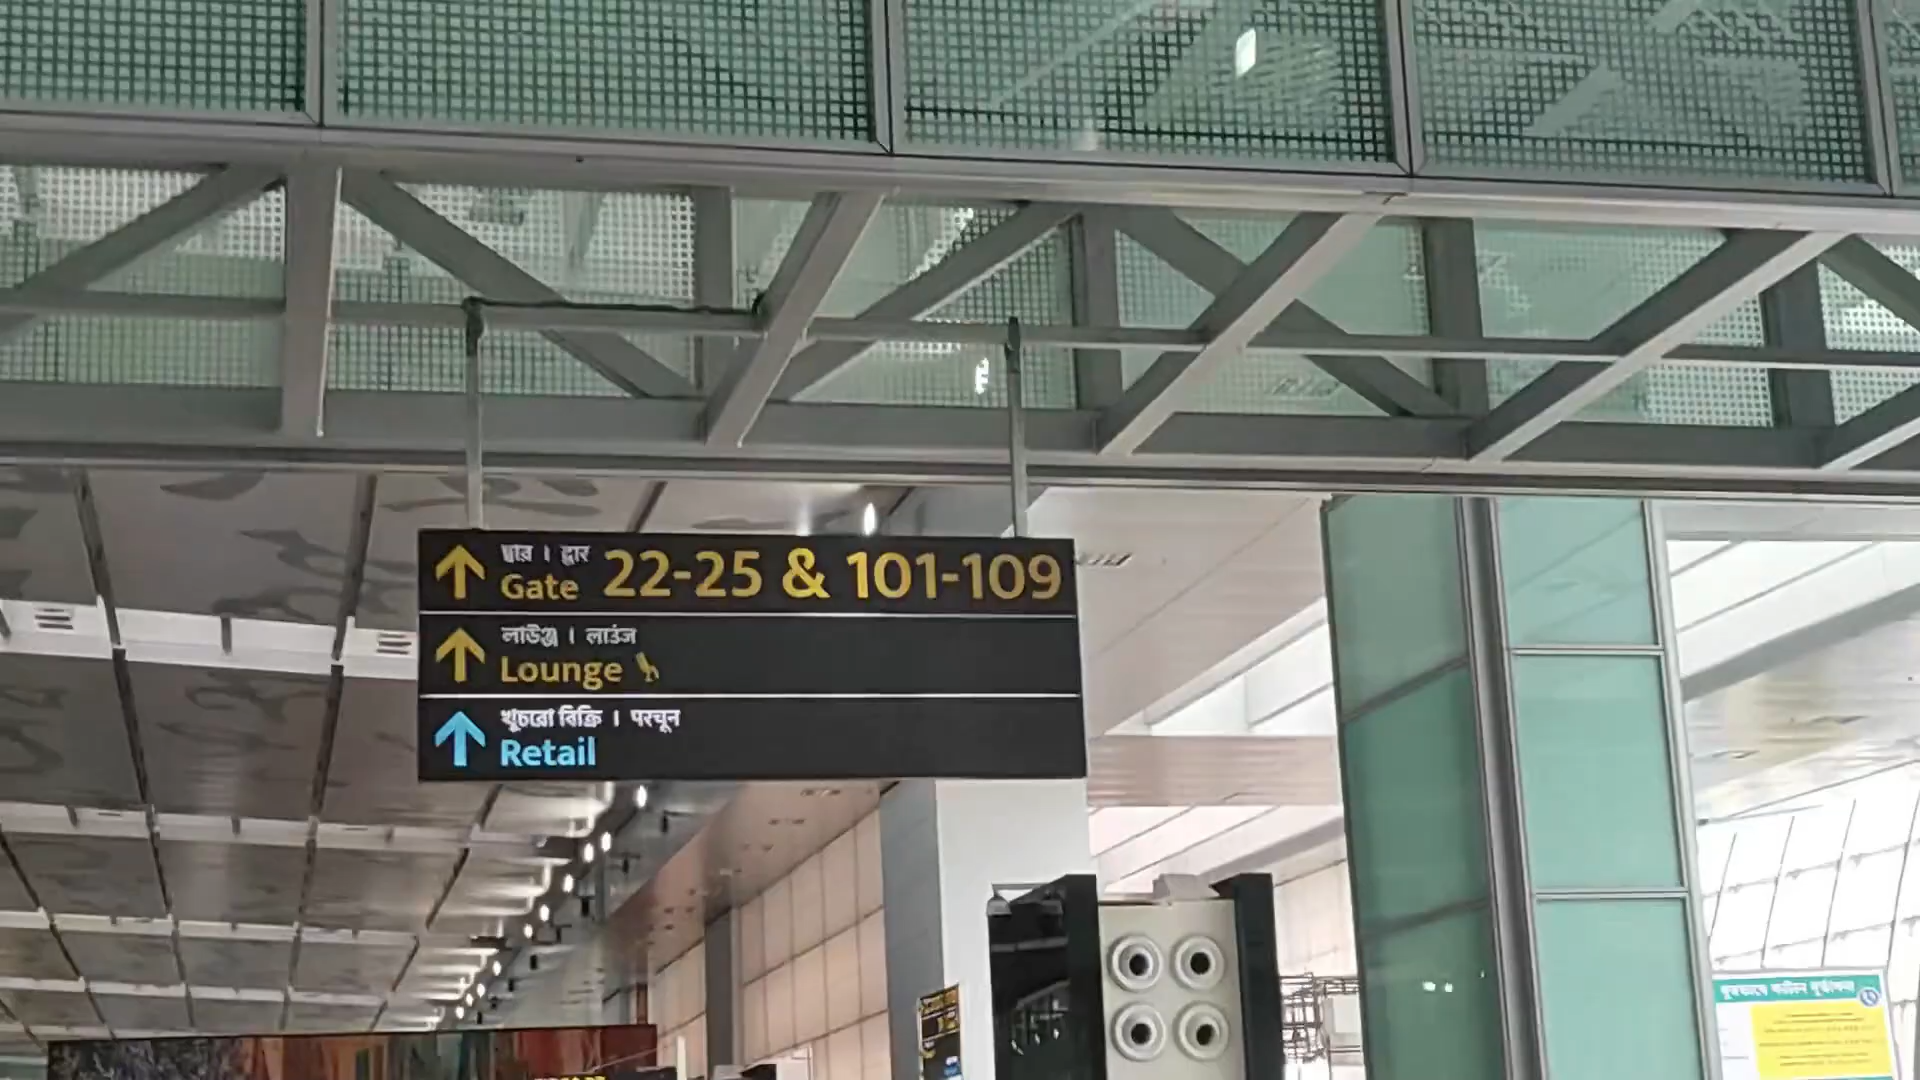 দ্বার । द्वार
Gate 22-25 & 101-109
লাউঞ্জ । लाउंज
Lounge
খুচরো বিক্রি । परचून
Retail